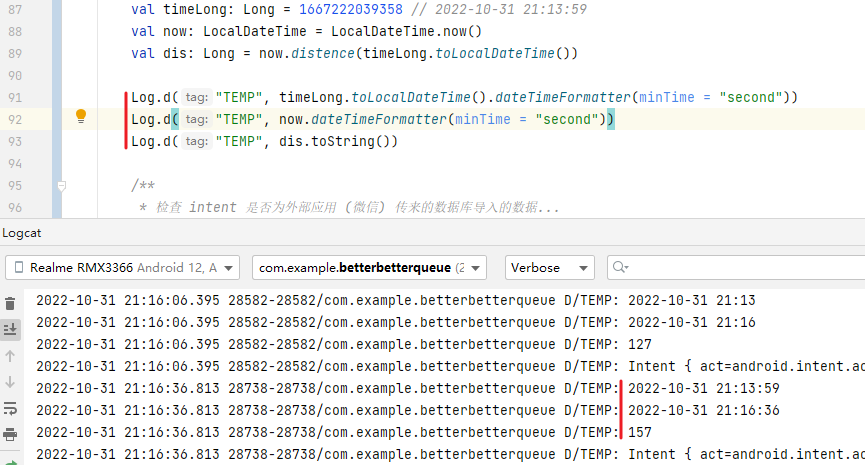 87 val timeLong: Long = 1667222039358 // 2022-10-31 21:13:59
88 val now: LocalDateTime = LocalDateTime.now()
89 val dis: Long = now.distence(timeLong.toLocalDateTime())
90
91 Log.d( tag: "TEMP", timeLong.toLocalDateTime().dateTimeFormatter(minTime = "second"))
92 Log.d( tag: "TEMP", now.dateTimeFormatter(minTime = "second"))
93 Log.d( tag: "TEMP", dis.toString())
94
95 /**
96 * 检查 intent 是否为外部应用 (微信) 传来的数据库导入的数据...
Logcat
Realme RMX3366 Android 12, A com.example.betterbetterqueue (2 Verbose
2022-10-31 21:16:06.395 28582-28582/com.example.betterbetterqueue D/TEMP: 2022-10-31 21:13
2022-10-31 21:16:06.395 28582-28582/com.example.betterbetterqueue D/TEMP: 2022-10-31 21:16
2022-10-31 21:16:06.395 28582-28582/com.example.betterbetterqueue D/TEMP: 127
2022-10-31 21:16:06.395 28582-28582/com.example.betterbetterqueue D/TEMP: Intent { act=android.intent.ac
2022-10-31 21:16:36.813 28738-28738/com.example.betterbetterqueue D/TEMP: 2022-10-31 21:13:59
2022-10-31 21:16:36.813 28738-28738/com.example.betterbetterqueue D/TEMP: 2022-10-31 21:16:36
2022-10-31 21:16:36.813 28738-28738/com.example.betterbetterqueue D/TEMP: 157
2022-10-31 21:16:36.813 28738-28738/com.example.betterbetterqueue D/TEMP: Intent { act=android.intent.ac